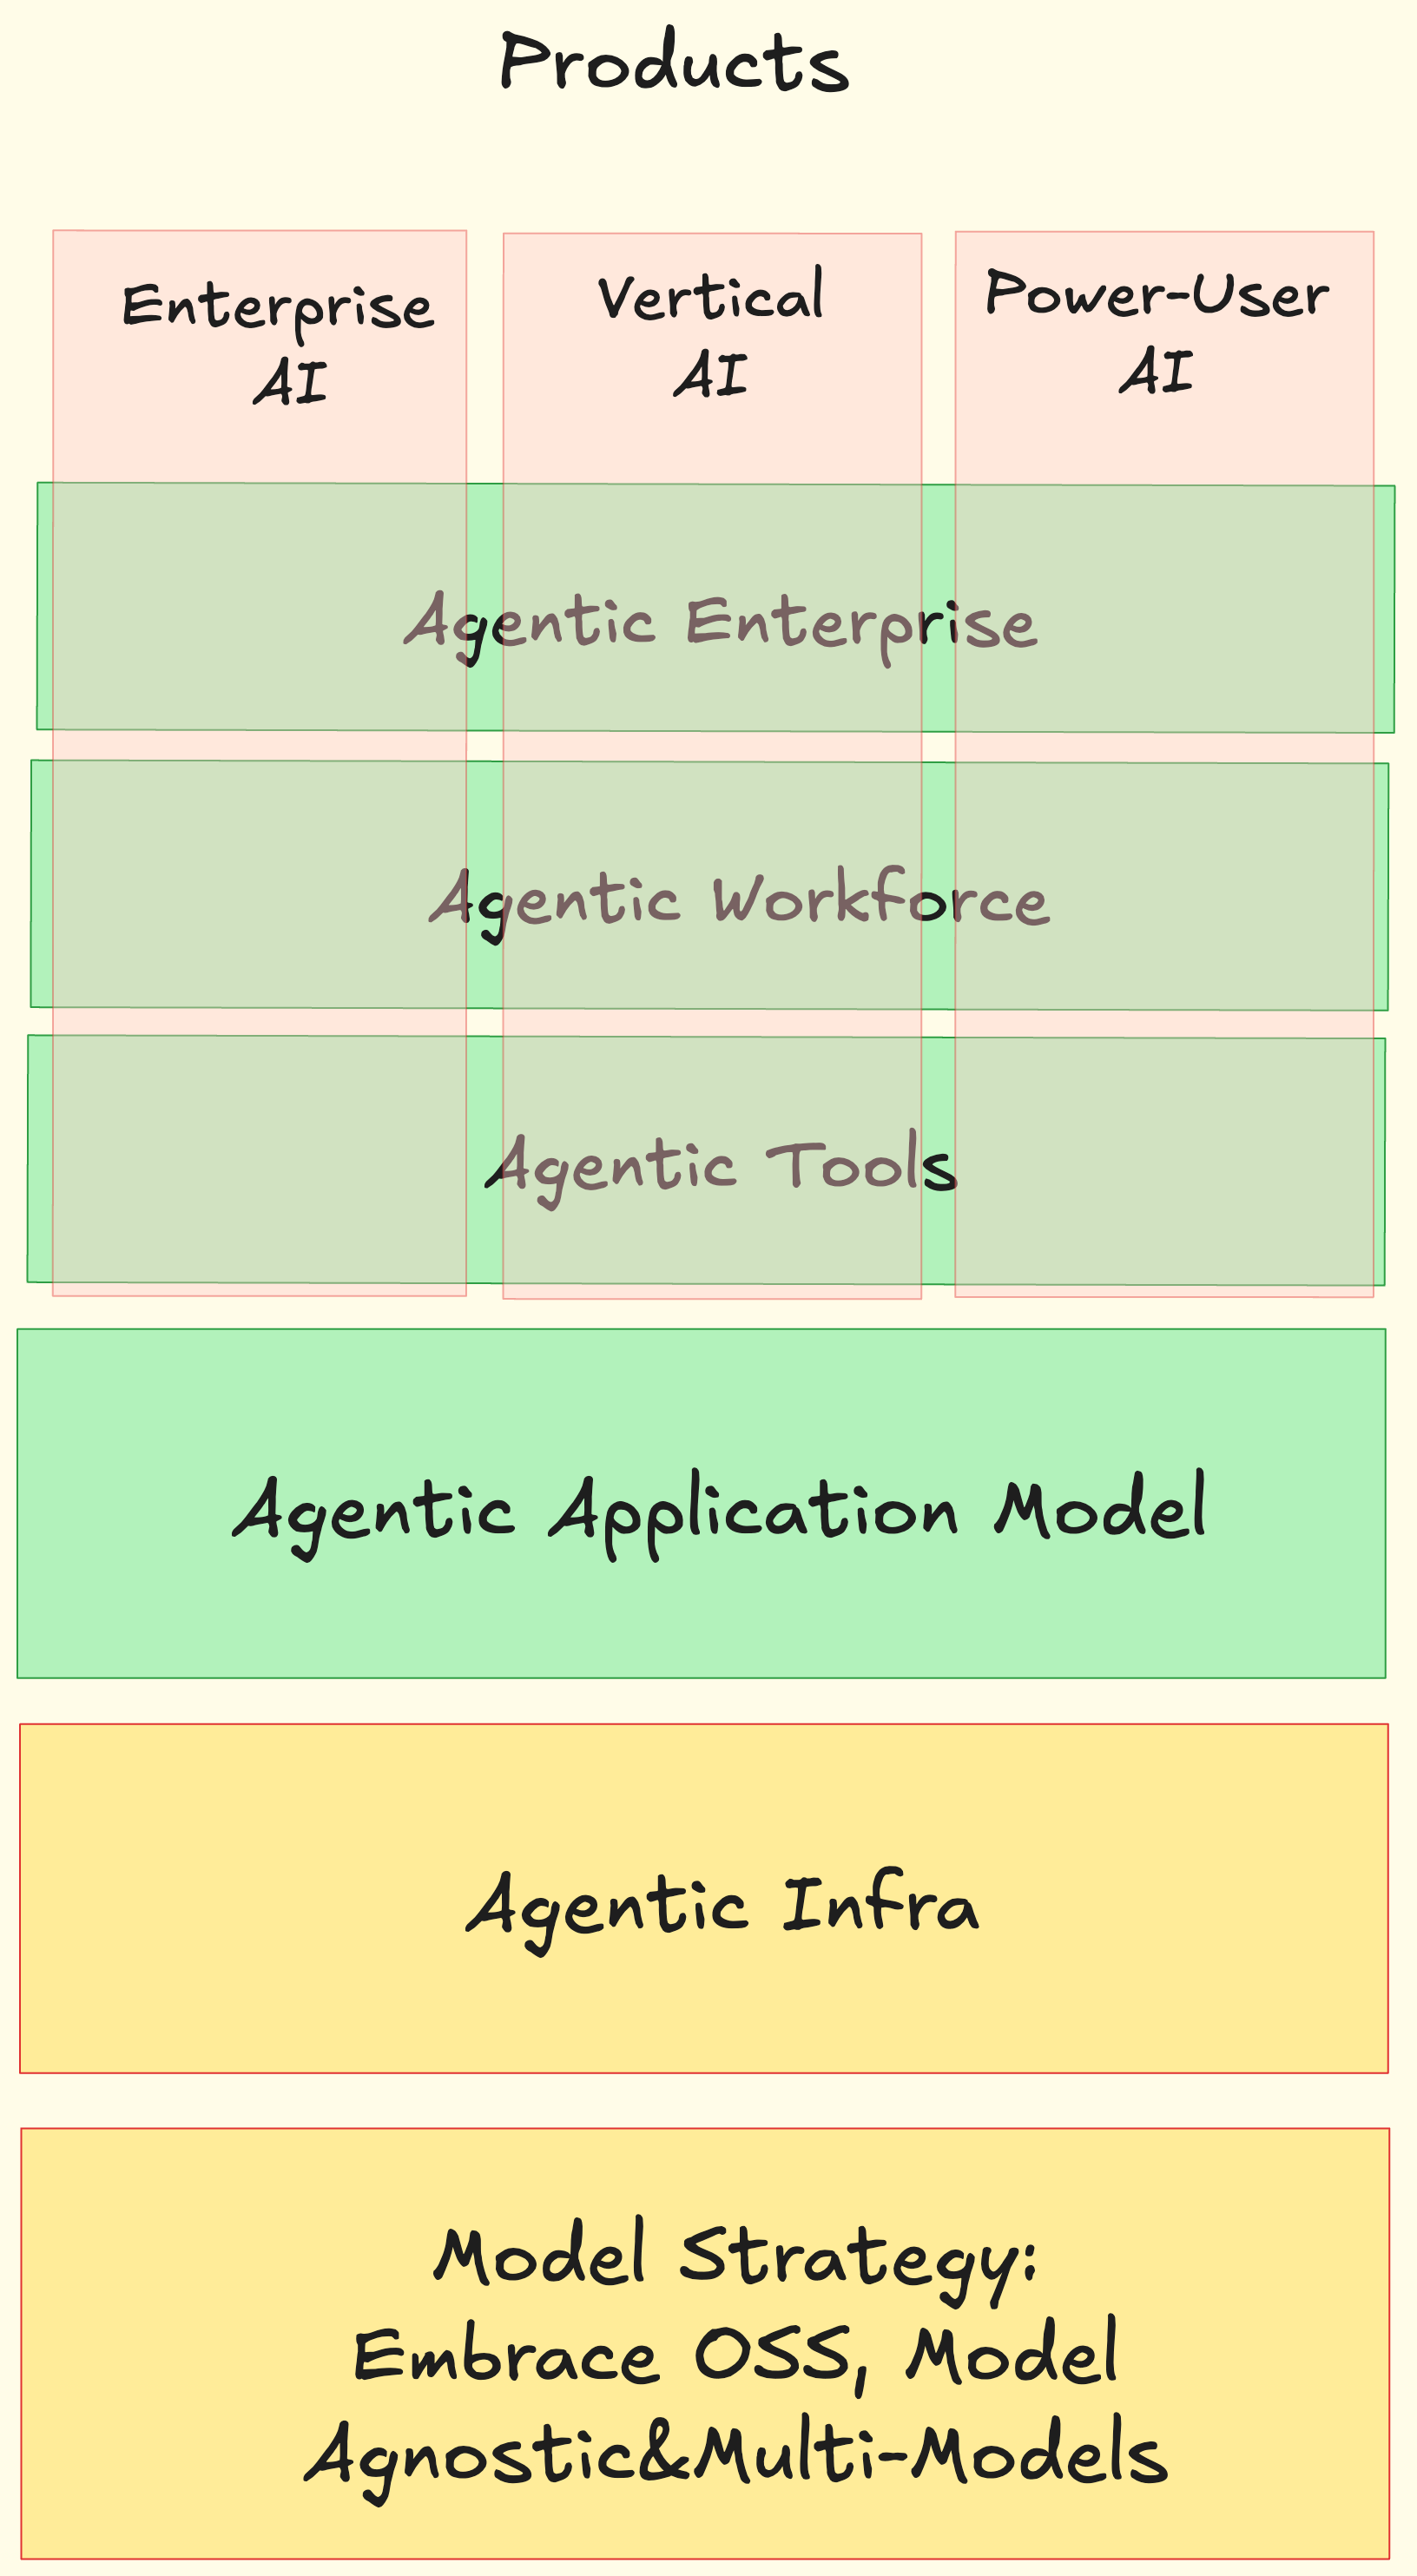 Products
Enterprise
AI
Vertical
AI
Power-User
AI
Agentic Enterprise
Agentic Workforce
Agentic Tools
Agentic Application Model
Agentic Infra
Model Strategy:
Embrace OSS, Model
Agnostic&Multi-Models